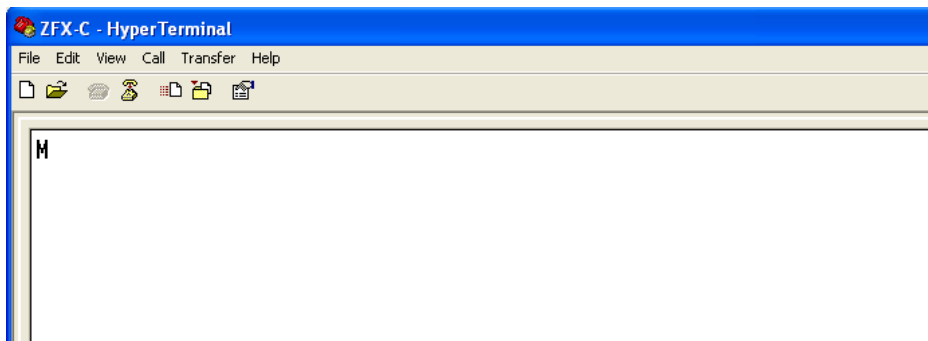 ZFX-C - HyperTerminal
File Edit View Call Transfer Help
M